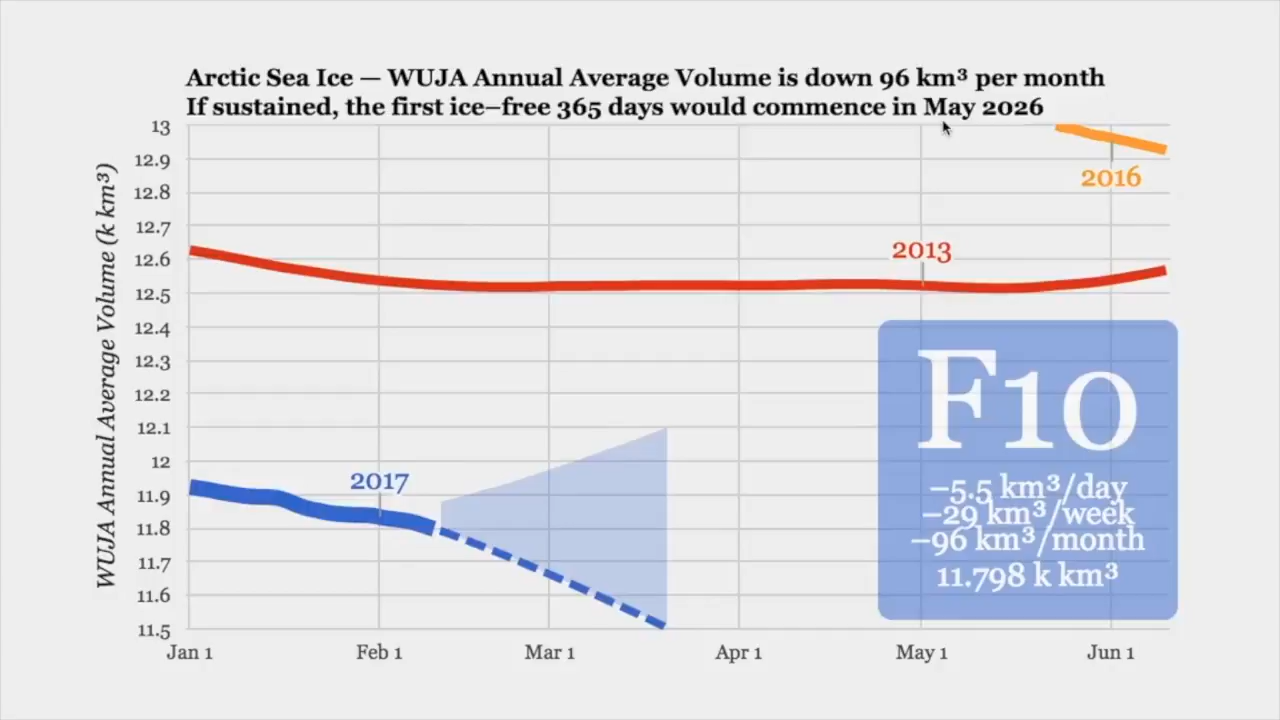 Arctic Sea Ice — WUJA Annual Average Volume is down 96 km³ per month
If sustained, the first ice–free 365 days would commence in May 2026
WUJA Annual Average Volume (k km³)
13
12.9
12.8
12.7
12.6
12.5
12.4
12.3
12.2
12.1
12
11.9
11.8
11.7
11.6
11.5
2016
2013
2017
F10
–5.5 km³/day
–29 km³/week
–96 km³/month
11.798 k km³
Jan 1
Feb 1
Mar 1
Apr 1
May 1
Jun 1